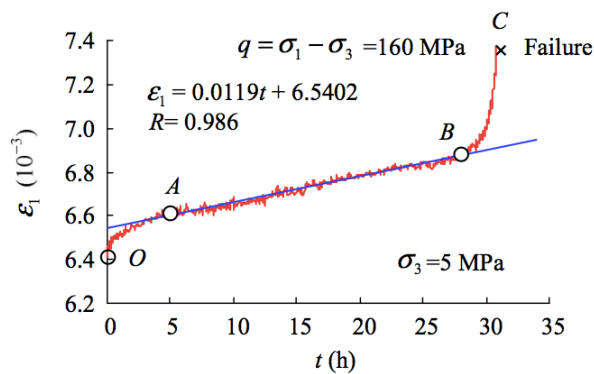 C
7.4
q = σ₁ − σ₃ =160 MPa
Failure
7.2
ε₁ = 0.0119t + 6.5402
R= 0.986
7.0
B
6.8
A
6.6
6.4
O
σ₃ =5 MPa
6.2
0 5 10 15 20 25 30 35
t (h)
ε₁ (10⁻³)